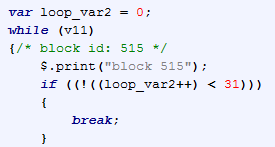 var loop_var2 = 0;
while (v11)
{/* block id: 515 */
    $.print("block 515");
    if ((!((loop_var2++) < 31)))
    {
        break;
    }